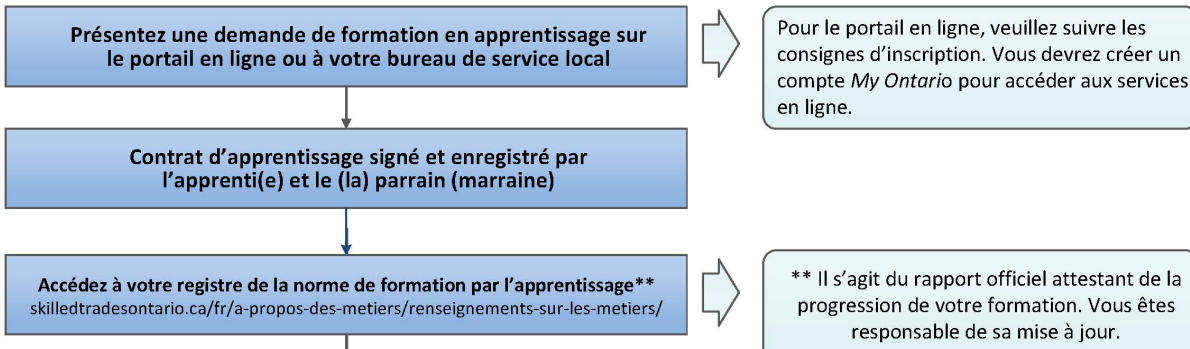 Présentez une demande de formation en apprentissage sur
le portail en ligne ou à votre bureau de service local
Pour le portail en ligne, veuillez suivre les
consignes d’inscription. Vous devrez créer un
compte My Ontario pour accéder aux services
en ligne.
Contrat d’apprentissage signé et enregistré par
l’apprenti(e) et le (la) parrain (marraine)
Accédez à votre registre de la norme de formation par l’apprentissage**
skilledtradesontario.ca/fr/a-propos-des-metiers/renseignements-sur-les-metiers/
** Il s’agit du rapport officiel attestant de la
progression de votre formation. Vous êtes
responsable de sa mise à jour.